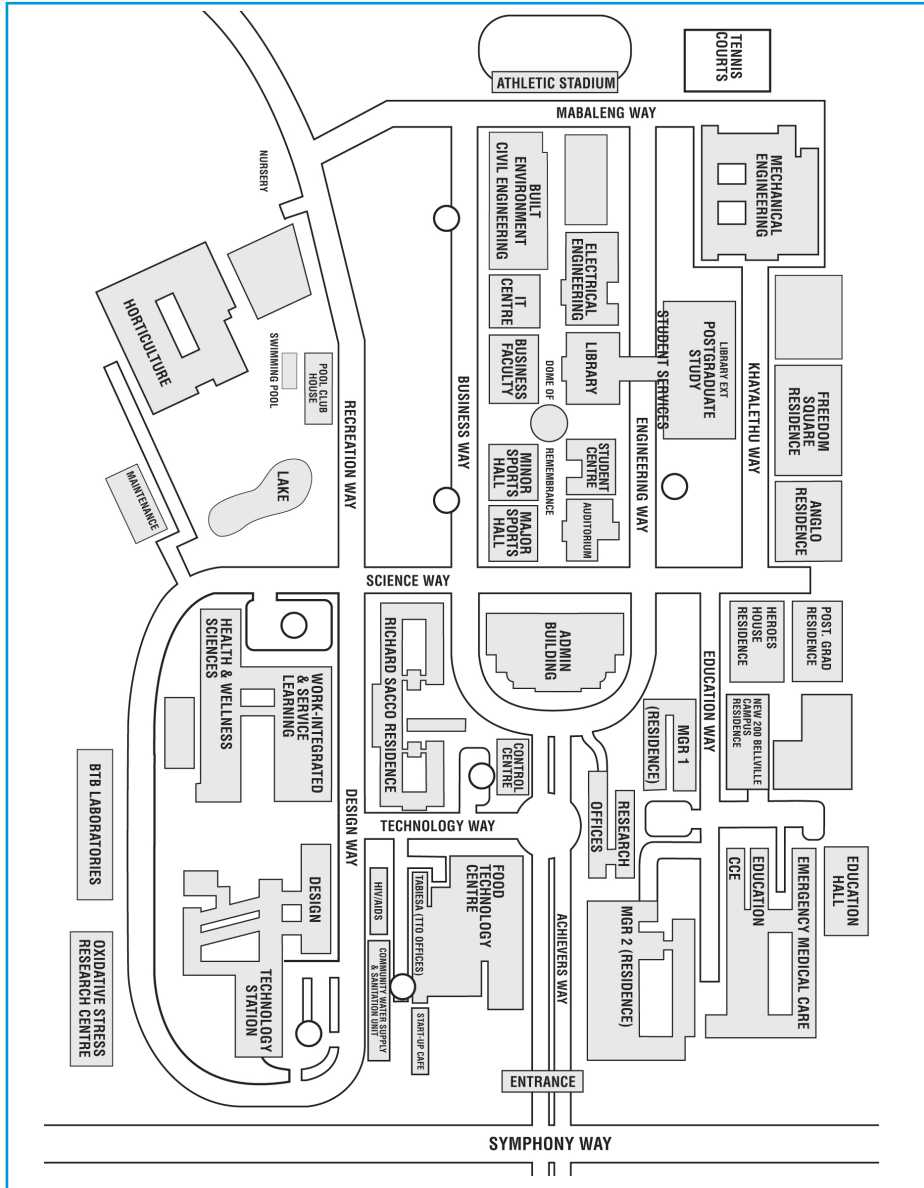 TENNIS
COURTS
ATHLETIC STADIUM
MABALENG WAY
NURSERY
BUILT
ENVIRONMENT
CIVIL ENGINEERING
MECHANICAL
ENGINEERING
ELECTRICAL
ENGINEERING
HORTICULTURE
IT
CENTRE
STUDENT SERVICES
LIBRARY EXT
POSTGRADUATE
STUDY
SWIMMING POOL
POOL CLUB
HOUSE
RECREATION WAY
BUSINESS WAY
BUSINESS
FACULTY
LIBRARY
DOME OF
REMEMBRANCE
ENGINEERING WAY
KHAYALETHU WAY
FREEDOM
SQUARE
RESIDENCE
MAINTENANCE
LAKE
MINOR
SPORTS
HALL
STUDENT
CENTRE
MAJOR
SPORTS
HALL
AUDITORIUM
ANGLO
RESIDENCE
SCIENCE WAY
HEALTH & WELLNESS
SCIENCES
WORK-INTEGRATED
& SERVICE
LEARNING
RICHARD SACCO RESIDENCE
ADMIN
BUILDING
EDUCATION WAY
HEROES
HOUSE
RESIDENCE
POST. GRAD
RESIDENCE
MGR 1
(RESIDENCE)
NEW 200 BELLVILLE
CAMPUS
RESIDENCE
BTB LABORATORIES
DESIGN WAY
CONTROL
CENTRE
TECHNOLOGY WAY
RESEARCH
OFFICES
DESIGN
HIV/AIDS
TABIESA (TTO OFFICES)
FOOD
TECHNOLOGY
CENTRE
ACHIEVERS WAY
MGR 2 (RESIDENCE)
CCE
EDUCATION
EMERGENCY MEDICAL CARE
EDUCATION
HALL
OXIDATIVE STRESS
RESEARCH CENTRE
TECHNOLOGY
STATION
COMMUNITY WATER SUPPLY
& SANITATION UNIT
START-UP CAFE
ENTRANCE
SYMPHONY WAY